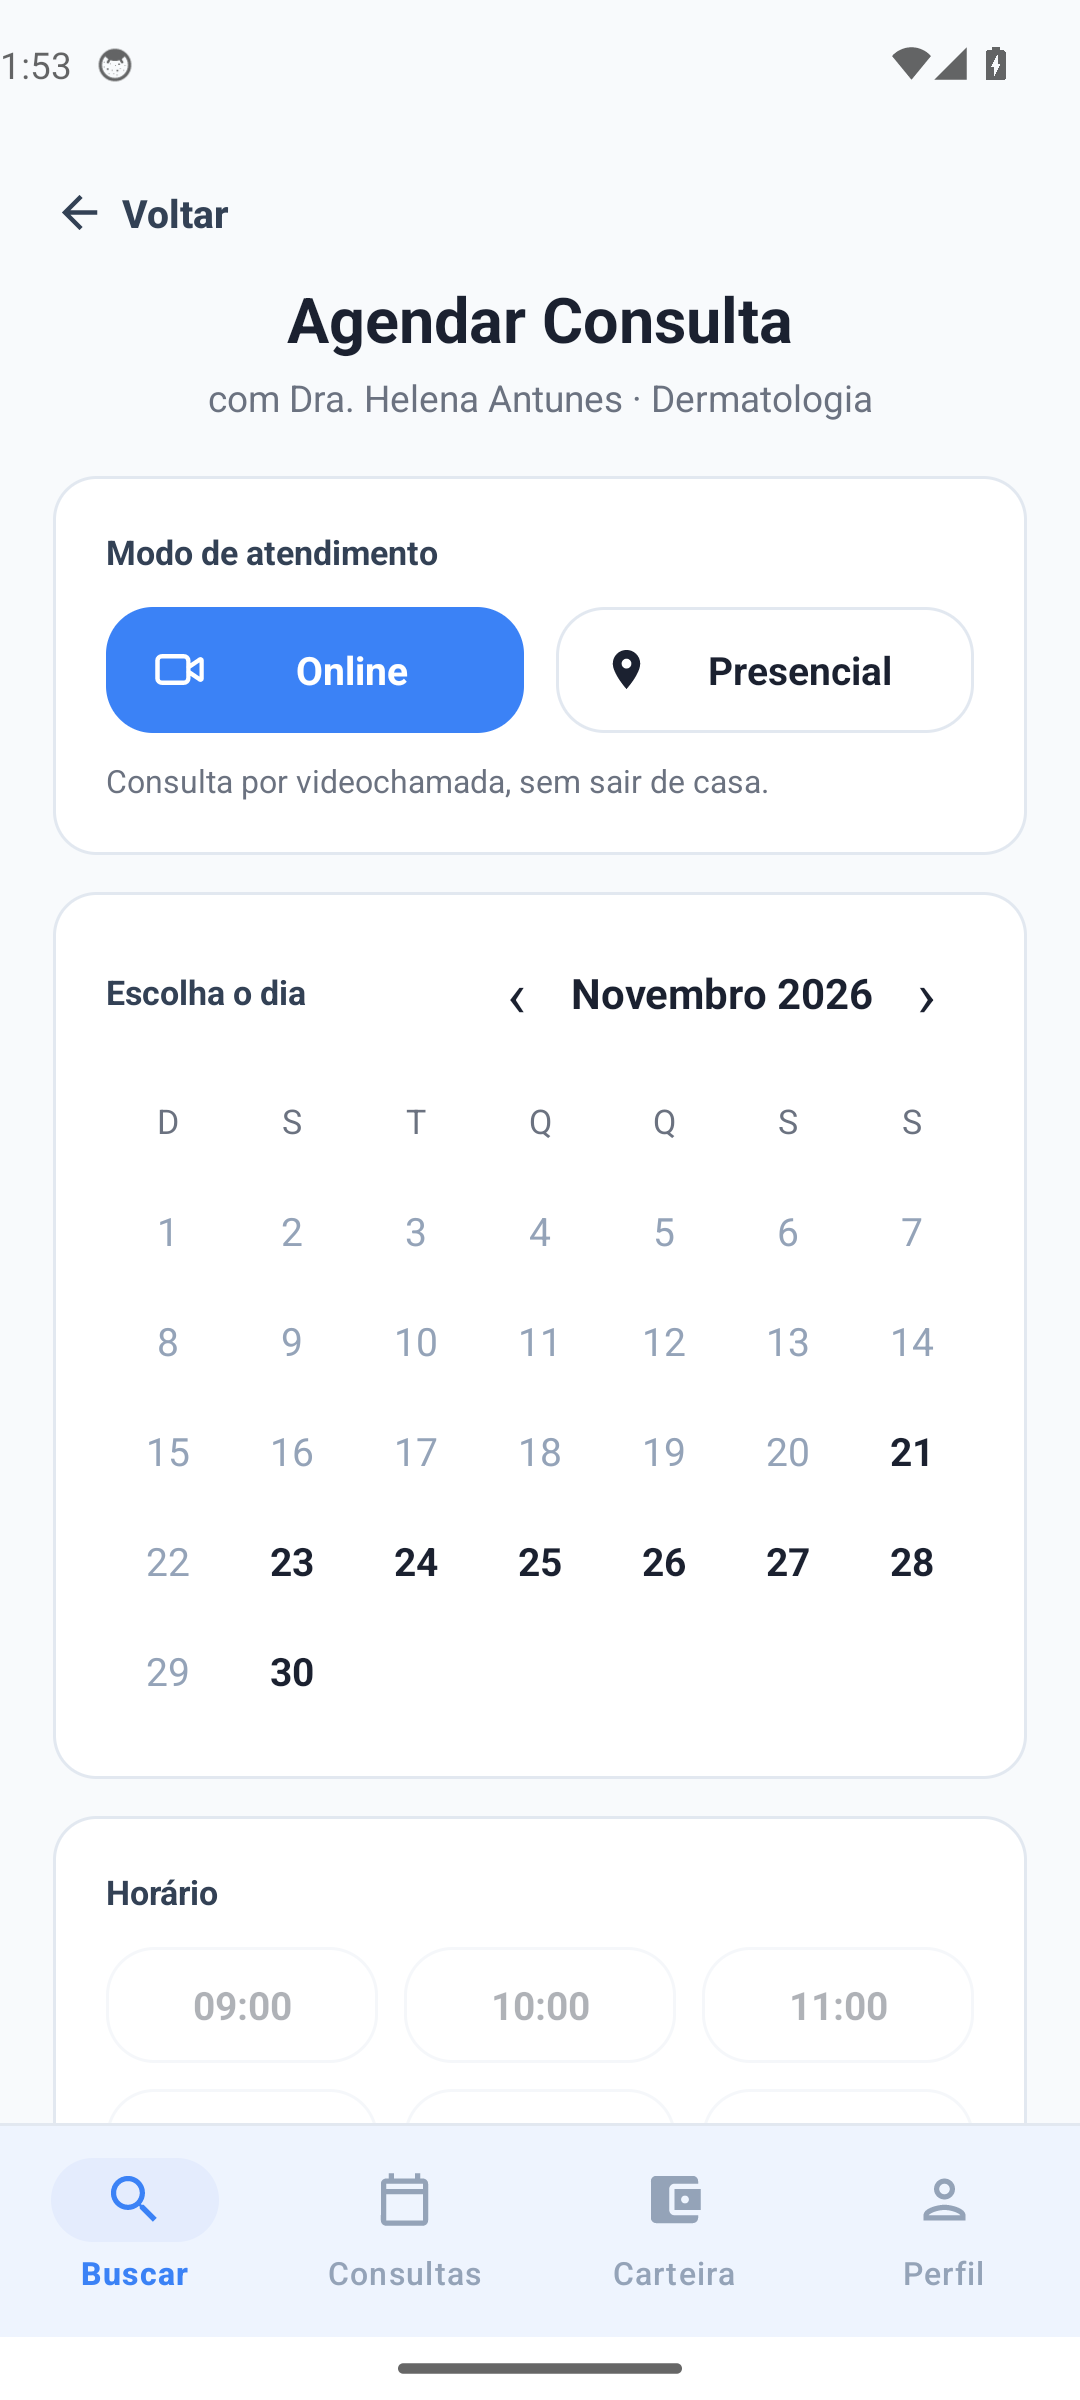 1:53
Voltar
Agendar Consulta
com Dra. Helena Antunes · Dermatologia
Modo de atendimento
Online
Presencial
Consulta por videochamada, sem sair de casa.
Escolha o dia
‹ Novembro 2026 ›
D S T Q Q S S
1 2 3 4 5 6 7
8 9 10 11 12 13 14
15 16 17 18 19 20 21
22 23 24 25 26 27 28
29 30
Horário
09:00 10:00 11:00
Buscar Consultas Carteira Perfil